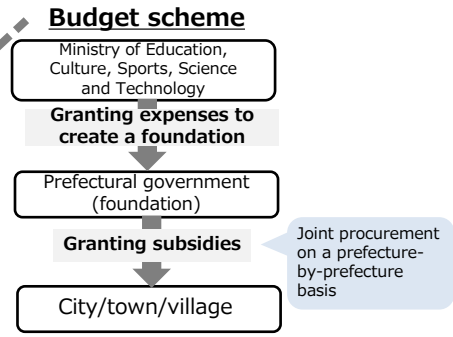 Budget scheme
Ministry of Education,
Culture, Sports, Science
and Technology
Granting expenses to
create a foundation
Prefectural government
(foundation)
Granting subsidies
Joint procurement
on a prefecture-
by-prefecture
basis
City/town/village